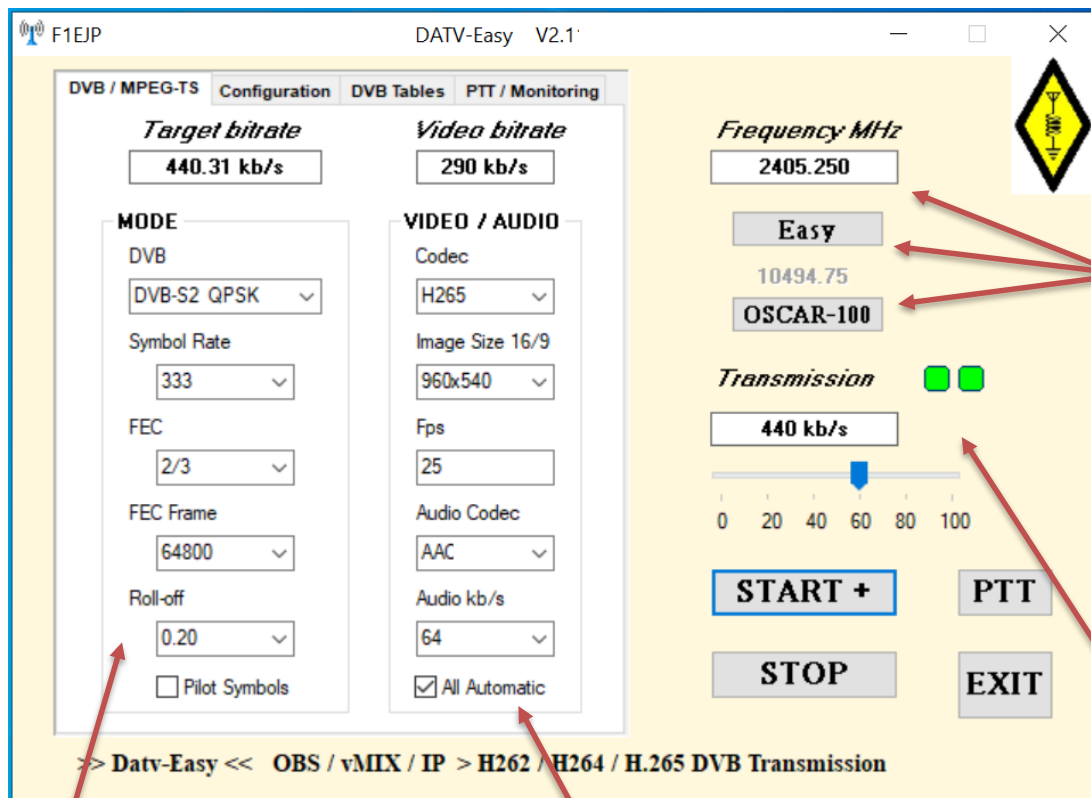 F1EJP DATV-Easy V2.1
DVB / MPEG-TS Configuration DVB Tables PTT / Monitoring
Target bitrate
440.31 kb/s
Video bitrate
290 kb/s
MODE
DVB
DVB-S2 QPSK
Symbol Rate
333
FEC
2/3
FEC Frame
64800
Roll-off
0.20
Pilot Symbols
VIDEO / AUDIO
Codec
H265
Image Size 16/9
960x540
Fps
25
Audio Codec
AAC
Audio kb/s
64
All Automatic
Frequency MHz
2405.250
Easy
10494.75
OSCAR-100
Transmission
440 kb/s
0 20 40 60 80 100
START + PTT
STOP EXIT
>> Datv-Easy << OBS / vMIX / IP > H262 / H264 / H.265 DVB Transmission